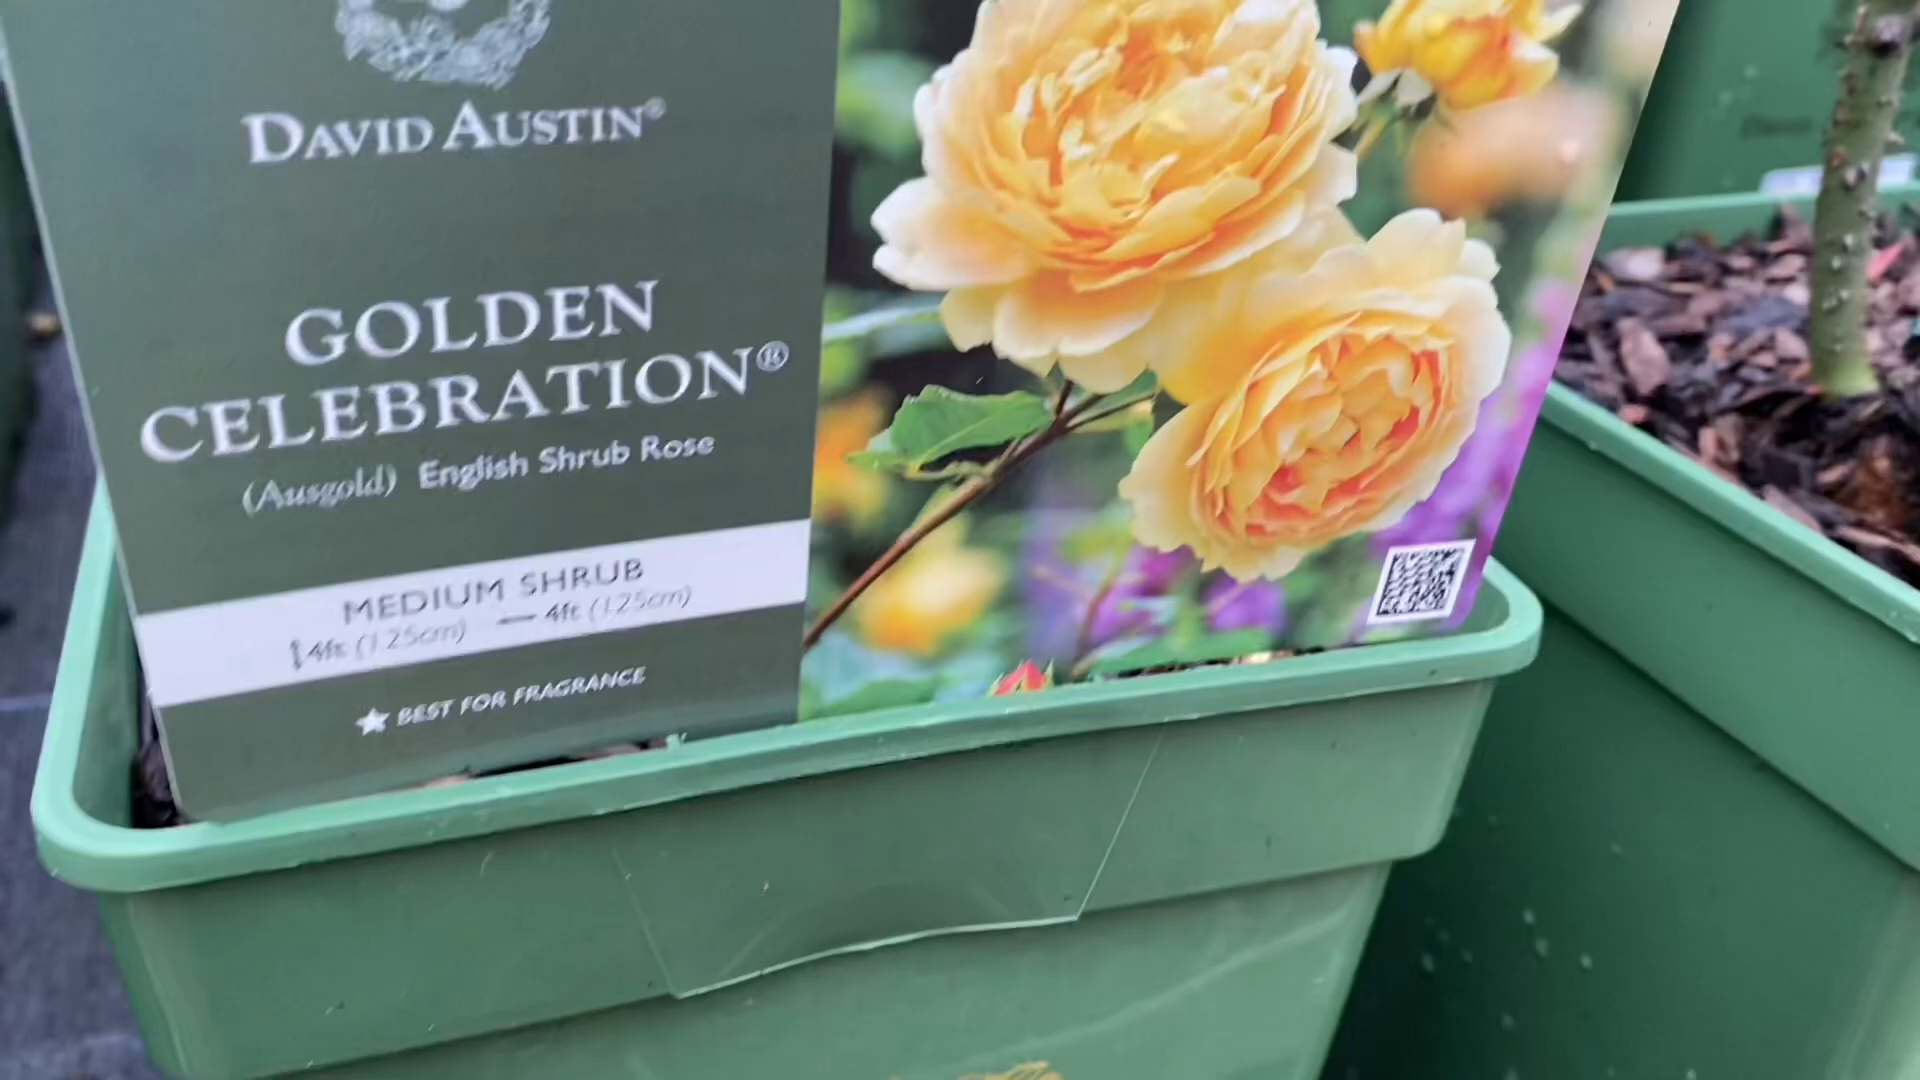 DAVID AUSTIN®
GOLDEN
CELEBRATION®
(Ausgold) English Shrub Rose
MEDIUM SHRUB
4ft (125cm) 4ft (125cm)
★ BEST FOR FRAGRANCE